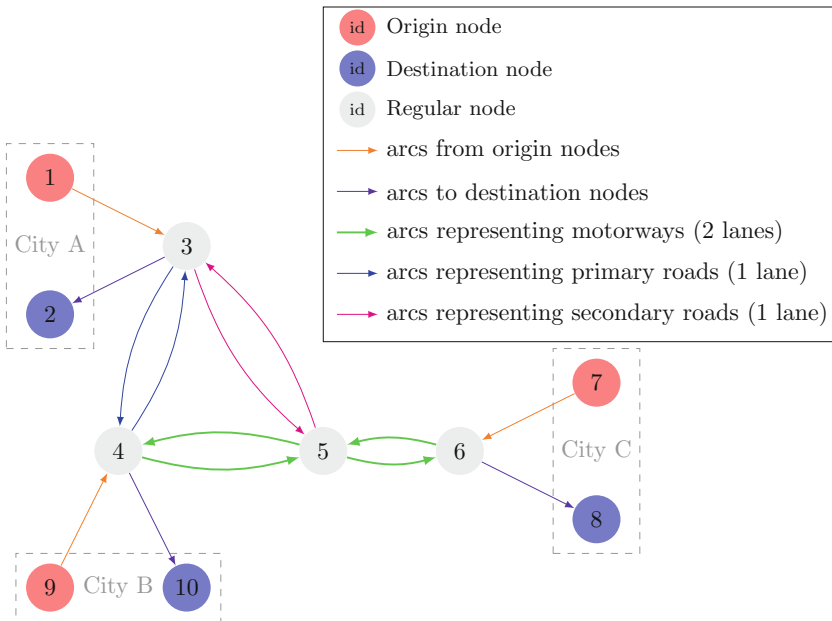 id Origin node
id Destination node
id Regular node
arcs from origin nodes
arcs to destination nodes
arcs representing motorways (2 lanes)
arcs representing primary roads (1 lane)
arcs representing secondary roads (1 lane)
1
City A
2
3
4
5
6
7
City C
8
9
City B
10